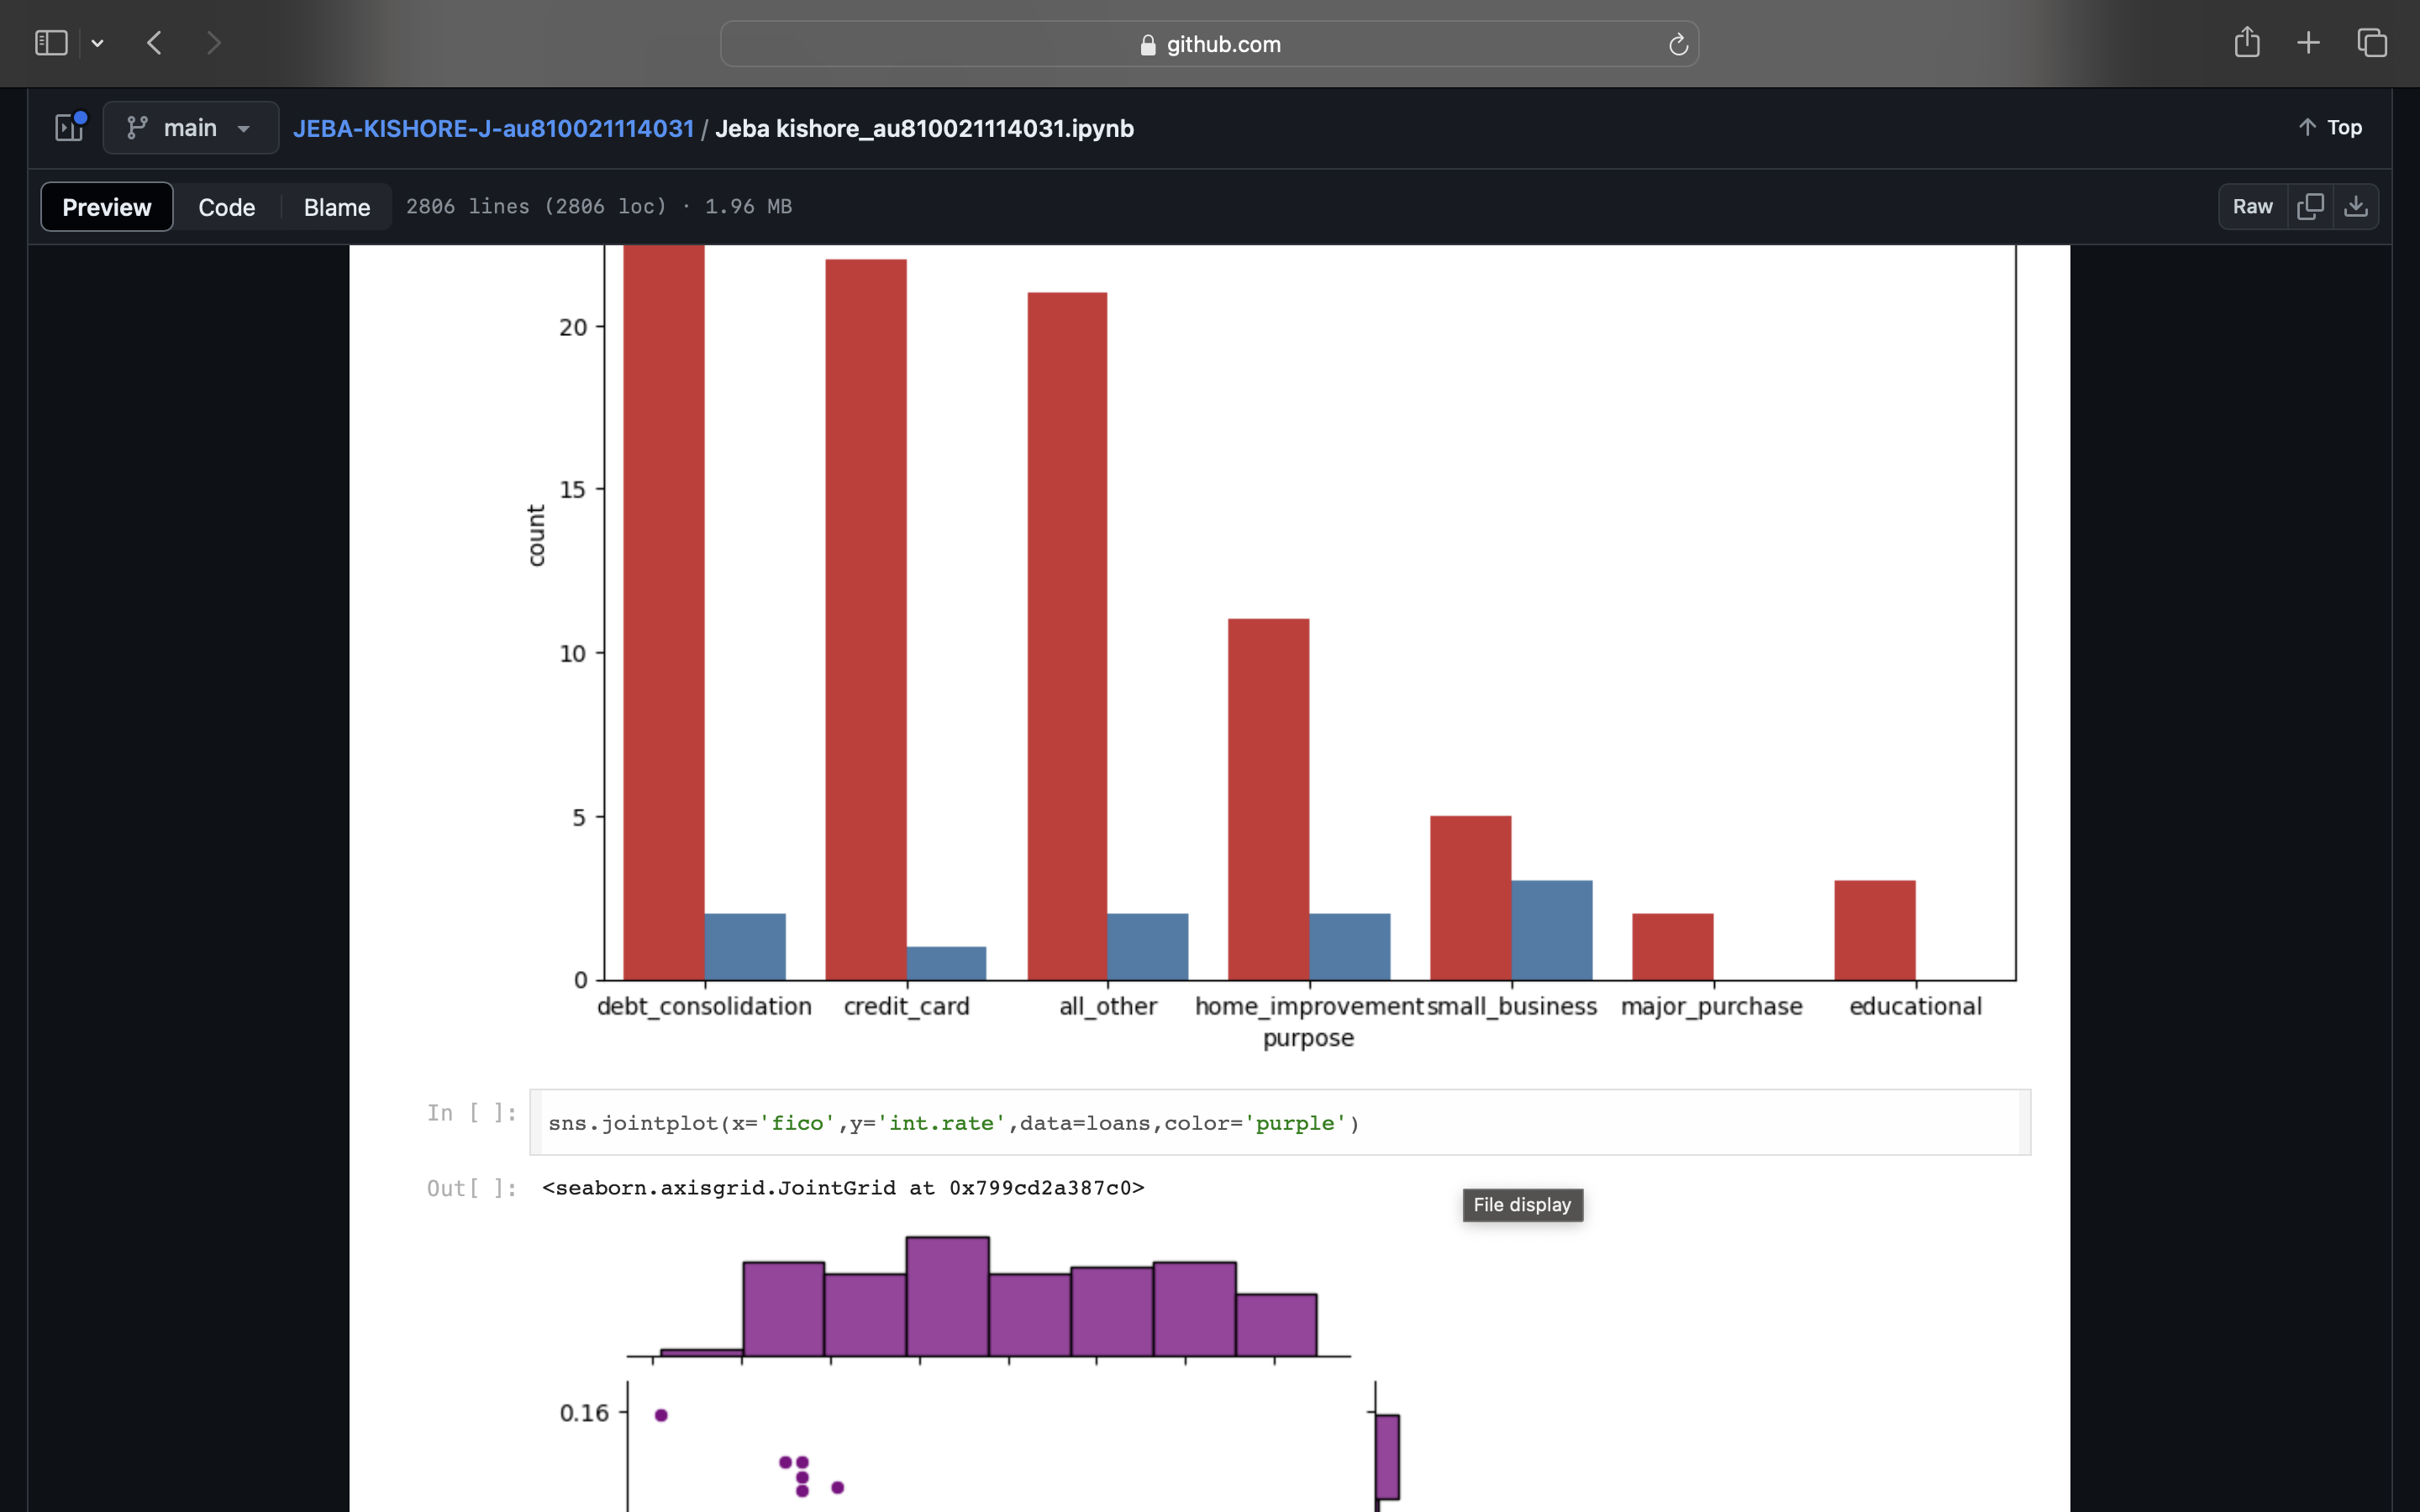 github.com
main
JEBA-KISHORE-J-au810021114031 / Jeba kishore_au810021114031.ipynb
Top
Preview
Code
Blame
2806 lines (2806 loc) · 1.96 MB
Raw
20
15
count
10
5
0
debt_consolidation credit_card all_other home_improvement small_business major_purchase educational
purpose
In [ ]: sns.jointplot(x='fico',y='int.rate',data=loans,color='purple')
Out[ ]: <seaborn.axisgrid.JointGrid at 0x799cd2a387c0>
File display
0.16